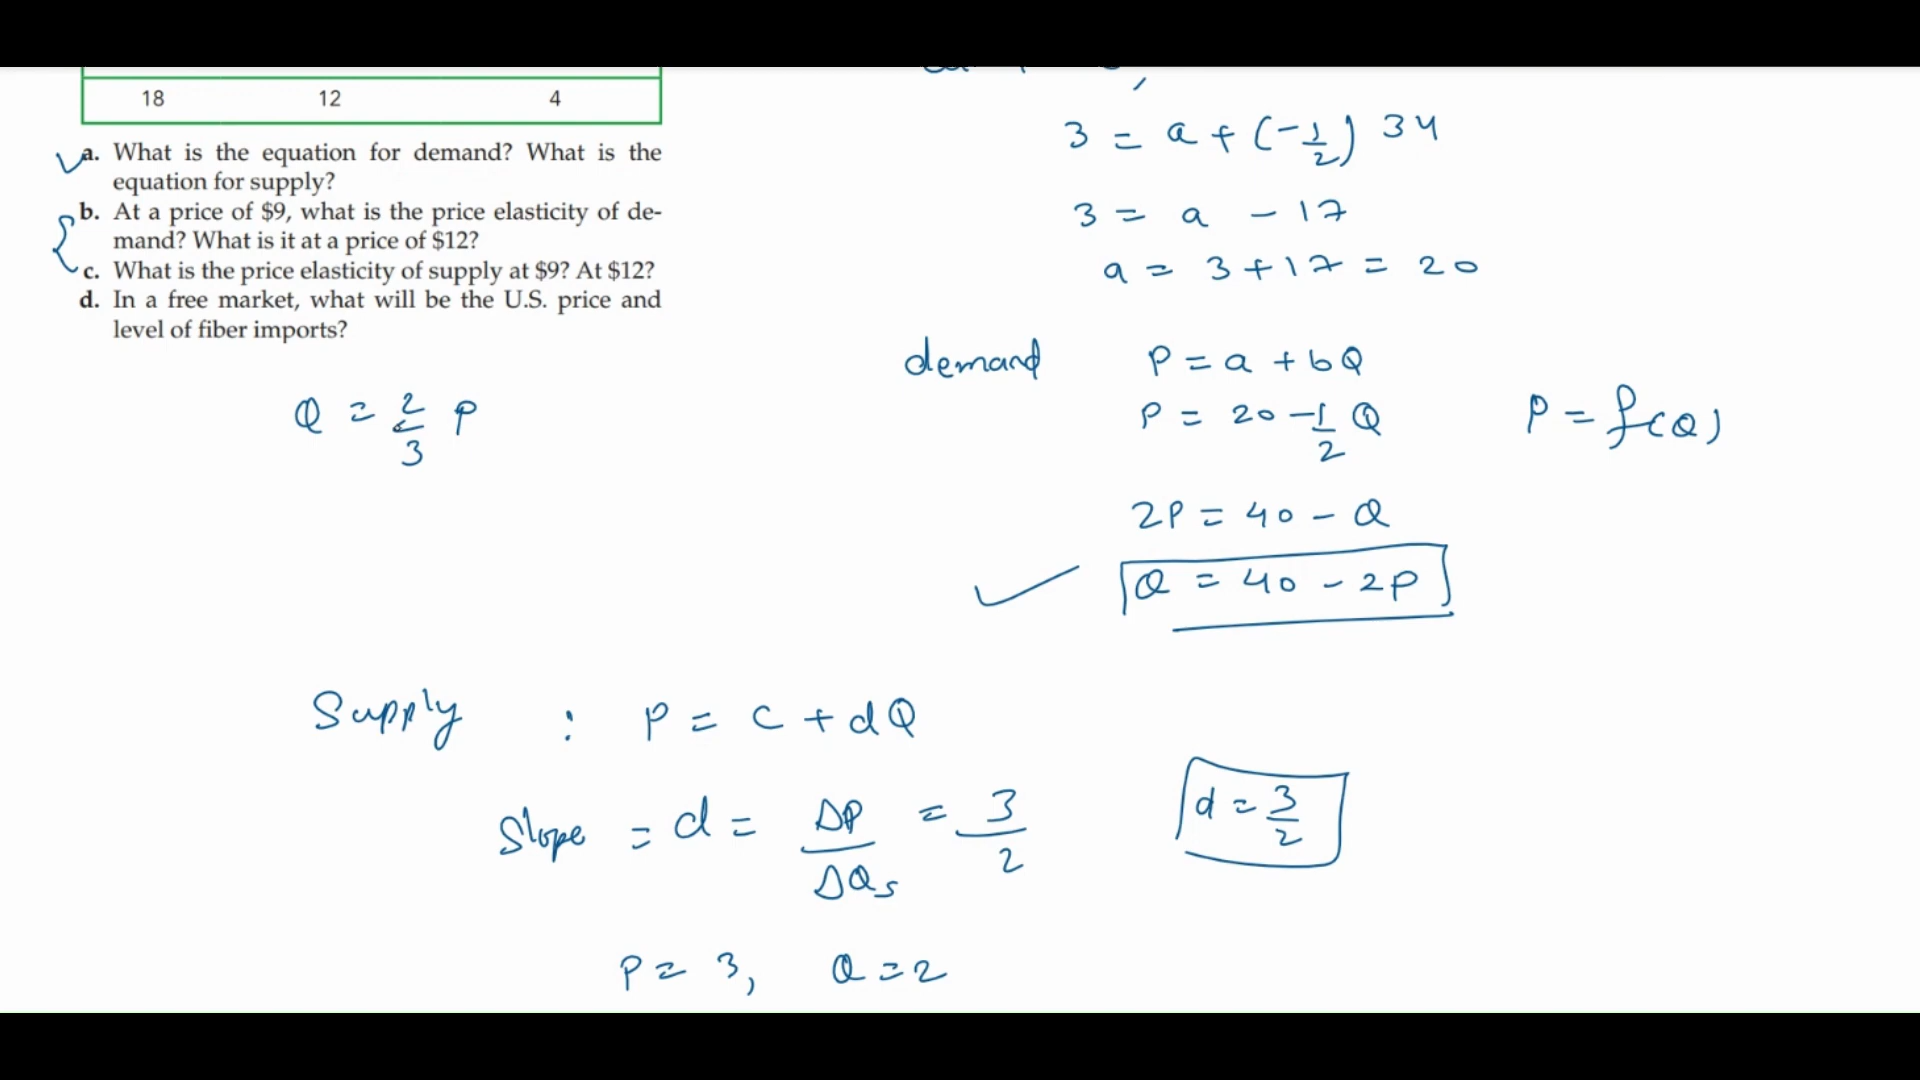 18 12 4
a. What is the equation for demand? What is the
equation for supply?
b. At a price of $9, what is the price elasticity of de-
mand? What is it at a price of $12?
c. What is the price elasticity of supply at $9? At $12?
d. In a free market, what will be the U.S. price and
level of fiber imports?
Q = 2/3 P
3 = a + (-1/2) 34
3 = a - 17
a = 3 + 17 = 20
demand P = a + bQ
P = 20 - 1/2 Q P = f(Q)
2P = 40 - Q
Q = 40 - 2P
Supply : P = c + dQ
Slope = d = ΔP/ΔQs = 3/2 d = 3/2
P = 3, Q = 2